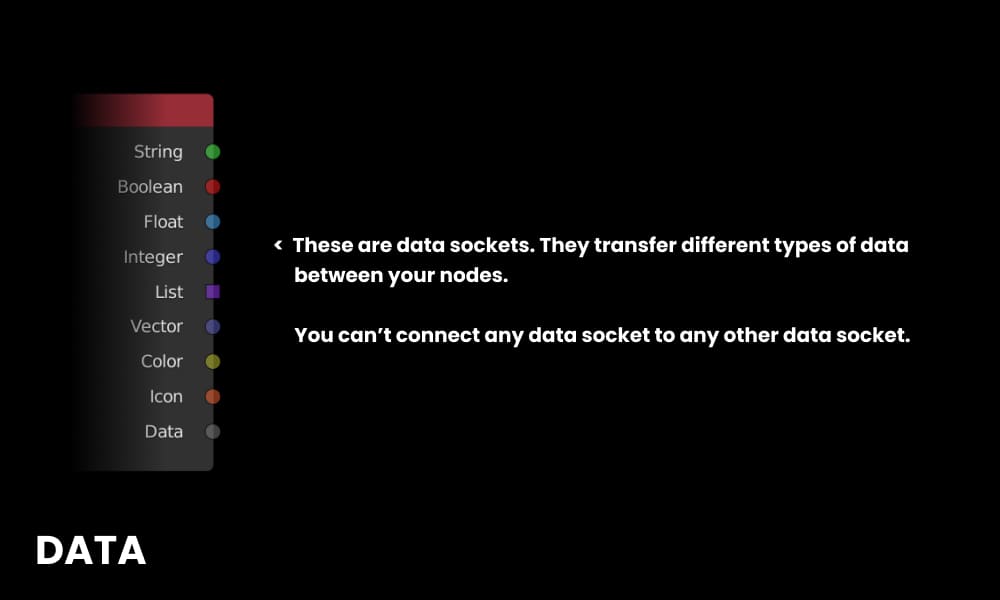 String
Boolean
Float
Integer
List
Vector
Color
Icon
Data
< These are data sockets. They transfer different types of data
between your nodes.
You can’t connect any data socket to any other data socket.
DATA